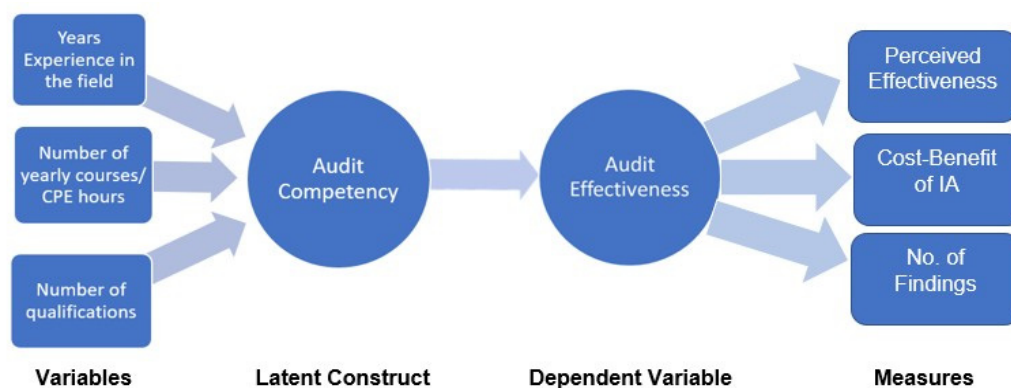 Years
Experience in
the field
Number of
yearly courses/
CPE hours
Number of
qualifications
Audit
Competency
Audit
Effectiveness
Perceived
Effectiveness
Cost-Benefit
of IA
No. of
Findings
Variables
Latent Construct
Dependent Variable
Measures